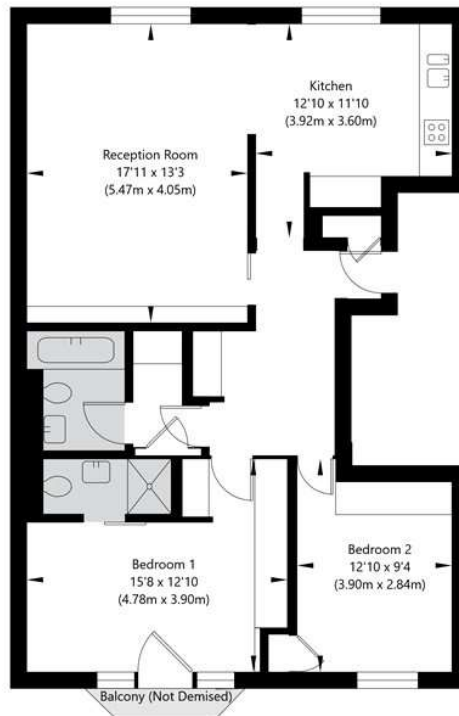 Kitchen
12'10 x 11'10
(3.92m x 3.60m)
Reception Room
17'11 x 13'3
(5.47m x 4.05m)
Bedroom 1
15'8 x 12'10
(4.78m x 3.90m)
Bedroom 2
12'10 x 9'4
(3.90m x 2.84m)
Balcony (Not Demised)